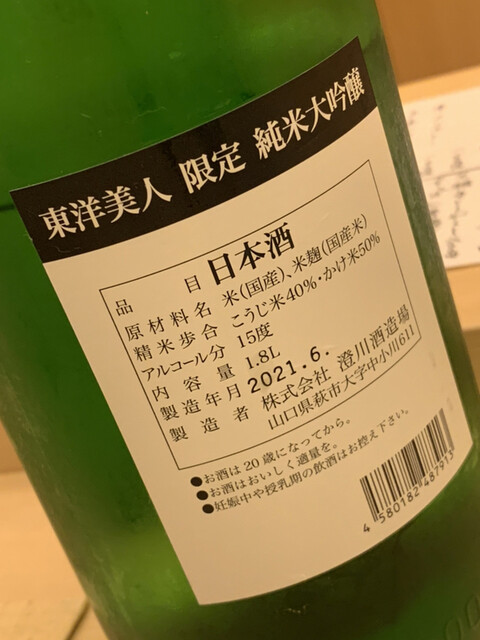 東洋美人 限定 純米大吟醸
品目 日本酒
原材料名 米(国産)、米麹(国産米)
精米歩合 こうじ米40%・かけ米50%
アルコール分 15度
内容量 1.8L
製造年月 2021.6.
製造者 株式会社 澄川酒造場
山口県萩市大字中小川611
●お酒は20歳になってから。
●お酒はおいしく適量を。
●妊娠中や授乳期の飲酒はお控え下さい。
4 580182 487913